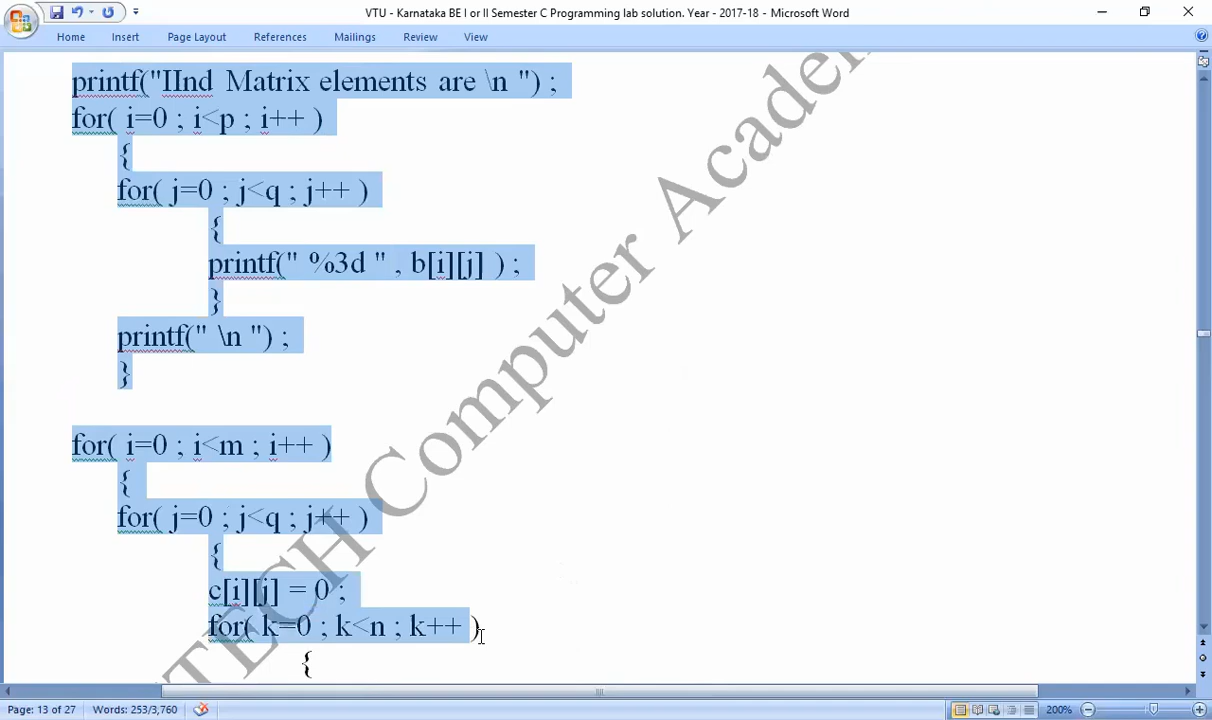 VTU - Karnataka BE I or II Semester C Programming lab solution. Year - 2017-18 - Microsoft Word
Home Insert Page Layout References Mailings Review View
printf("IInd Matrix elements are \n ") ;
for( i=0 ; i<p ; i++ )
{
for( j=0 ; j<q ; j++ )
{
printf(" %3d " , b[i][j] ) ;
}
printf(" \n ") ;
}
for( i=0 ; i<m ; i++ )
{
for( j=0 ; j<q ; j++ )
{
c[i][j] = 0 ;
for( k=0 ; k<n ; k++ )
{
TECH Computer Academ
Page: 13 of 27 Words: 253/3,760 200%